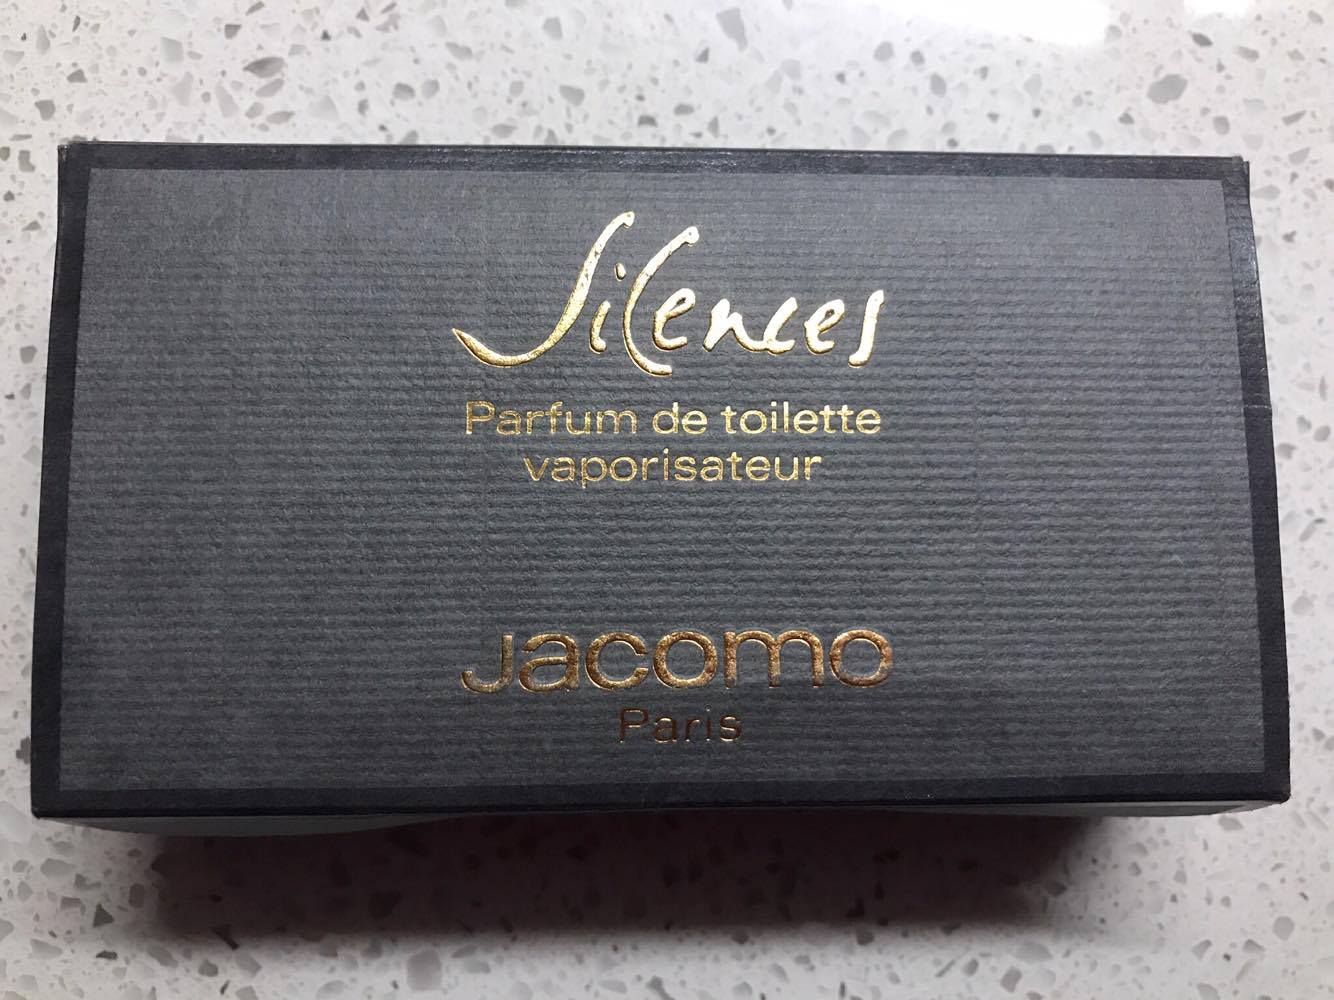 Silences
Parfum de toilette
vaporisateur
Jacomo
Paris